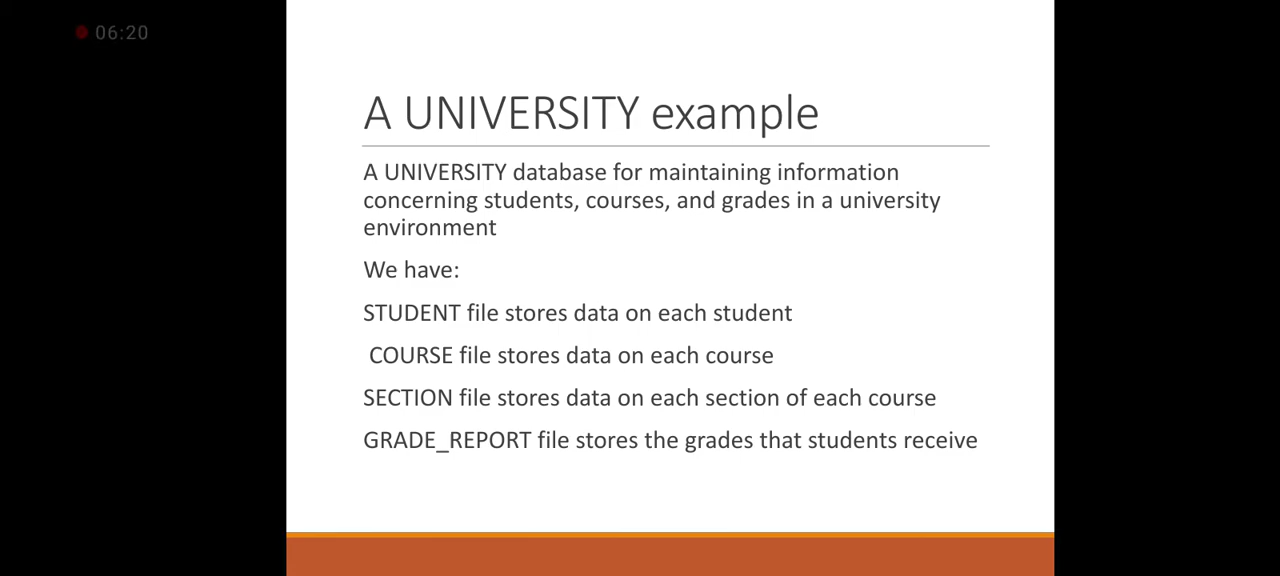 06:20
A UNIVERSITY example
A UNIVERSITY database for maintaining information
concerning students, courses, and grades in a university
environment
We have:
STUDENT file stores data on each student
COURSE file stores data on each course
SECTION file stores data on each section of each course
GRADE_REPORT file stores the grades that students receive